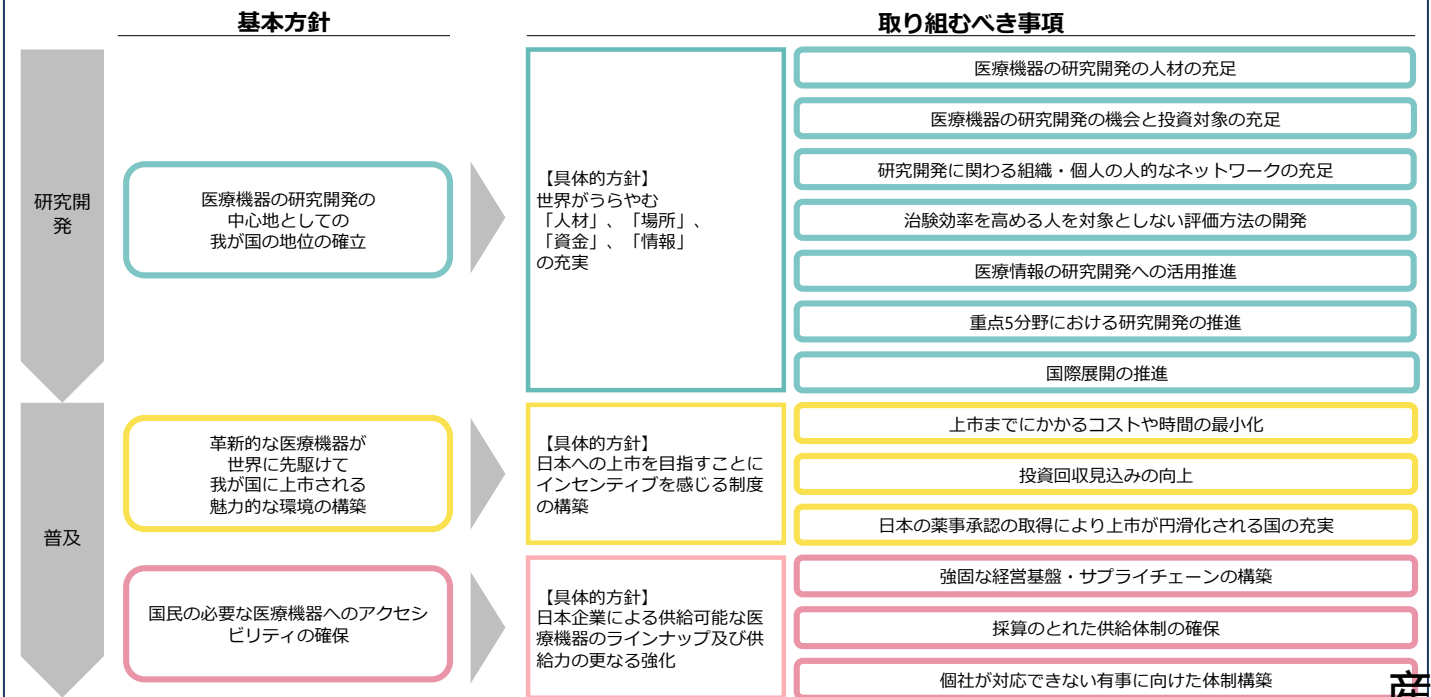 基本方針
取り組むべき事項
研究開
発
医療機器の研究開発の
中心地としての
我が国の地位の確立
【具体的方針】
世界がうらやむ
「人材」、「場所」、
「資金」、「情報」
の充実
医療機器の研究開発の人材の充足
医療機器の研究開発の機会と投資対象の充足
研究開発に関わる組織・個人の人的なネットワークの充足
治験効率を高める人を対象としない評価方法の開発
医療情報の研究開発への活用推進
重点5分野における研究開発の推進
国際展開の推進
普及
革新的な医療機器が
世界に先駆けて
我が国に上市される
魅力的な環境の構築
【具体的方針】
日本への上市を目指すことに
インセンティブを感じる制度
の構築
上市までにかかるコストや時間の最小化
投資回収見込みの向上
日本の薬事承認の取得により上市が円滑化される国の充実
国民の必要な医療機器へのアクセシ
ビリティの確保
【具体的方針】
日本企業による供給可能な医
療機器のラインナップ及び供
給力の更なる強化
強固な経営基盤・サプライチェーンの構築
採算のとれた供給体制の確保
個社が対応できない有事に向けた体制構築